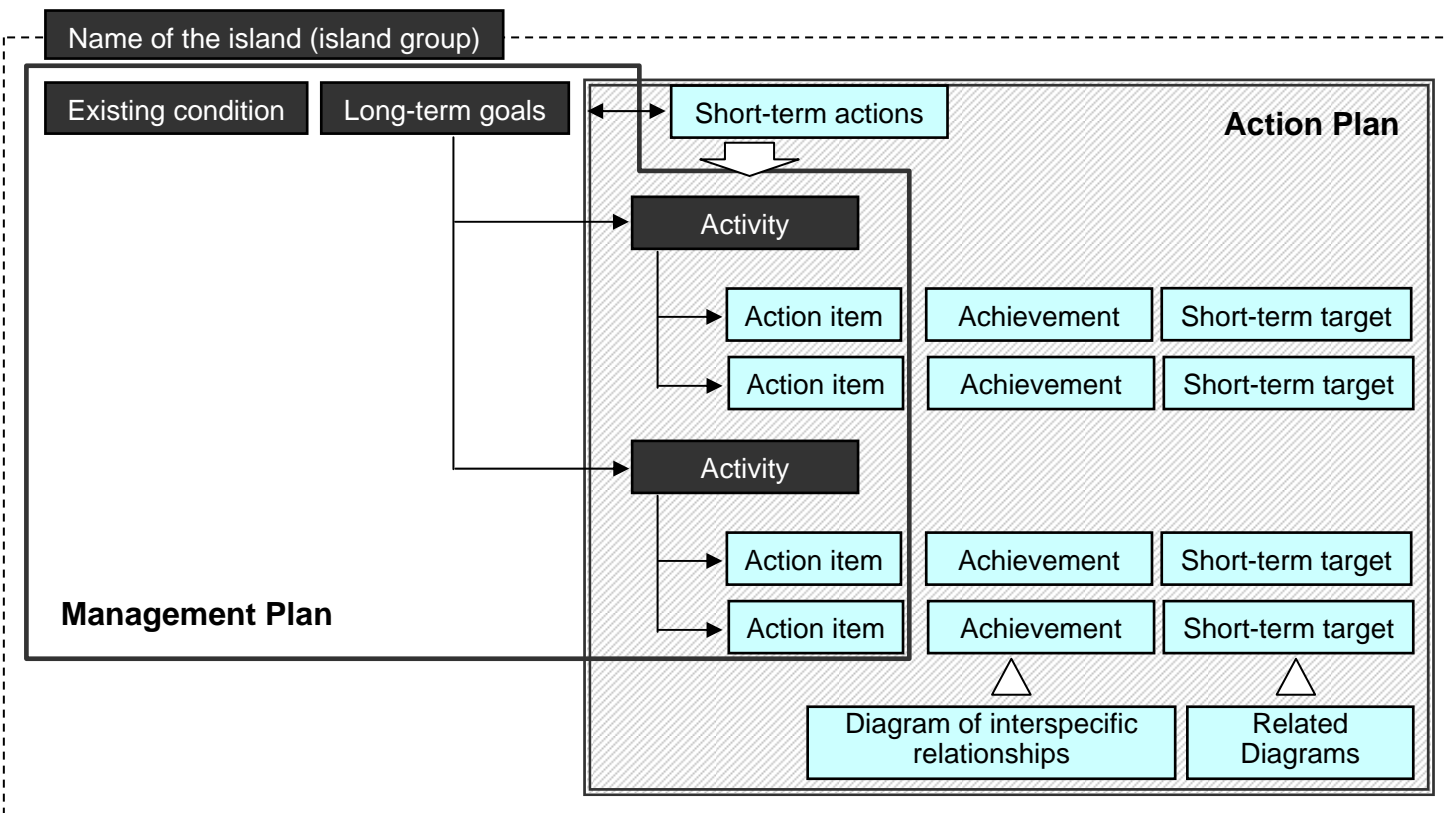 Name of the island (island group)
Existing condition
Long-term goals
Short-term actions
Action Plan
Activity
Action item
Achievement
Short-term target
Action item
Achievement
Short-term target
Activity
Action item
Achievement
Short-term target
Management Plan
Action item
Achievement
Short-term target
Diagram of interspecific
relationships
Related
Diagrams